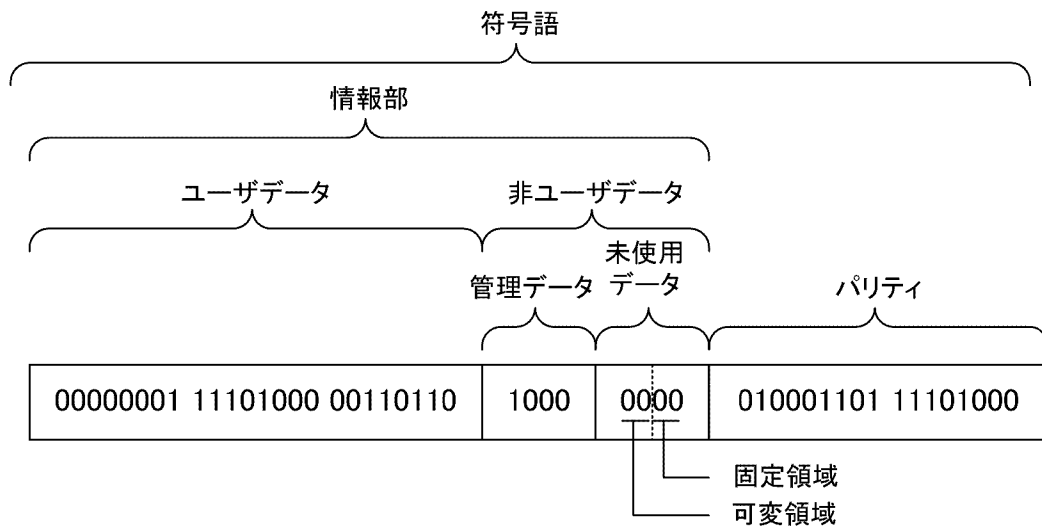 符号語
情報部
ユーザデータ
非ユーザデータ
管理データ
未使用
データ
パリティ
00000001 11101000 00110110
1000
0000
010001101 11101000
固定領域
可変領域